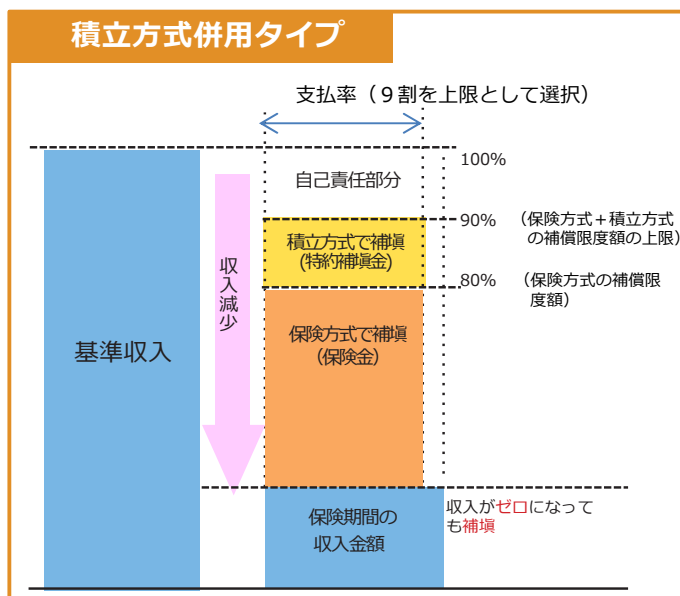 積立方式併用タイプ
支払率（９割を上限として選択）
100%
自己責任部分
90%
（保険方式＋積立方式
の補償限度額の上限）
積立方式で補塡
(特約補塡金)
80%
（保険方式の補償限
度額）
収入減少
保険方式で補塡
（保険金）
基準収入
収入がゼロになって
も補塡
保険期間の
収入金額